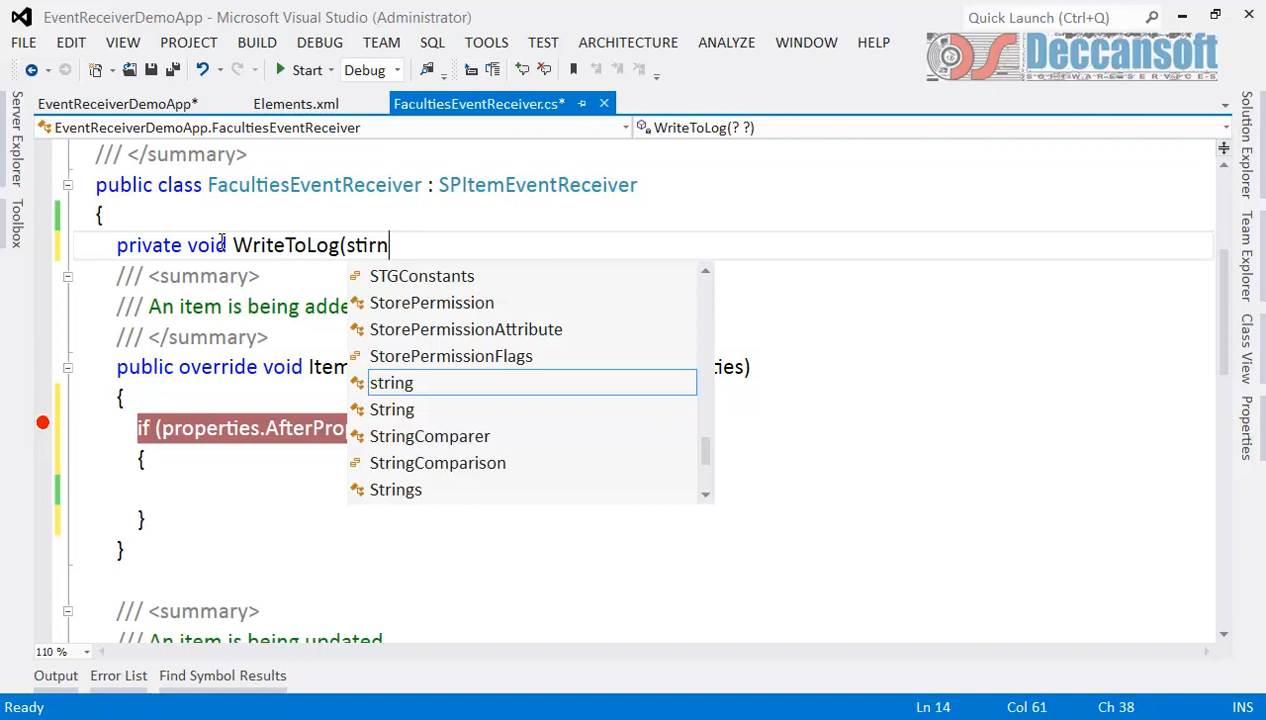 EventReceiverDemoApp - Microsoft Visual Studio (Administrator)
Quick Launch (Ctrl+Q)
FILE EDIT VIEW PROJECT BUILD DEBUG TEAM SQL TOOLS TEST ARCHITECTURE ANALYZE WINDOW HELP
DS Deccansoft
SOFTWARE SERVICES
Start Debug
EventReceiverDemoApp* Elements.xml FacultiesEventReceiver.cs*
EventReceiverDemoApp.FacultiesEventReceiver WriteToLog(? ?)
Server Explorer
Toolbox
Solution Explorer
Team Explorer
Class View
Properties
/// </summary>
public class FacultiesEventReceiver : SPItemEventReceiver
{
private void WriteToLog(stirn
/// <summary>
/// An item is being adde
/// </summary>
public override void Item ies)
{
if (properties.AfterProp
{
}
}
/// <summary>
/// An item is being updated
STGConstants
StorePermission
StorePermissionAttribute
StorePermissionFlags
string
String
StringComparer
StringComparison
Strings
110 %
Output Error List Find Symbol Results
Ready Ln 14 Col 61 Ch 38 INS